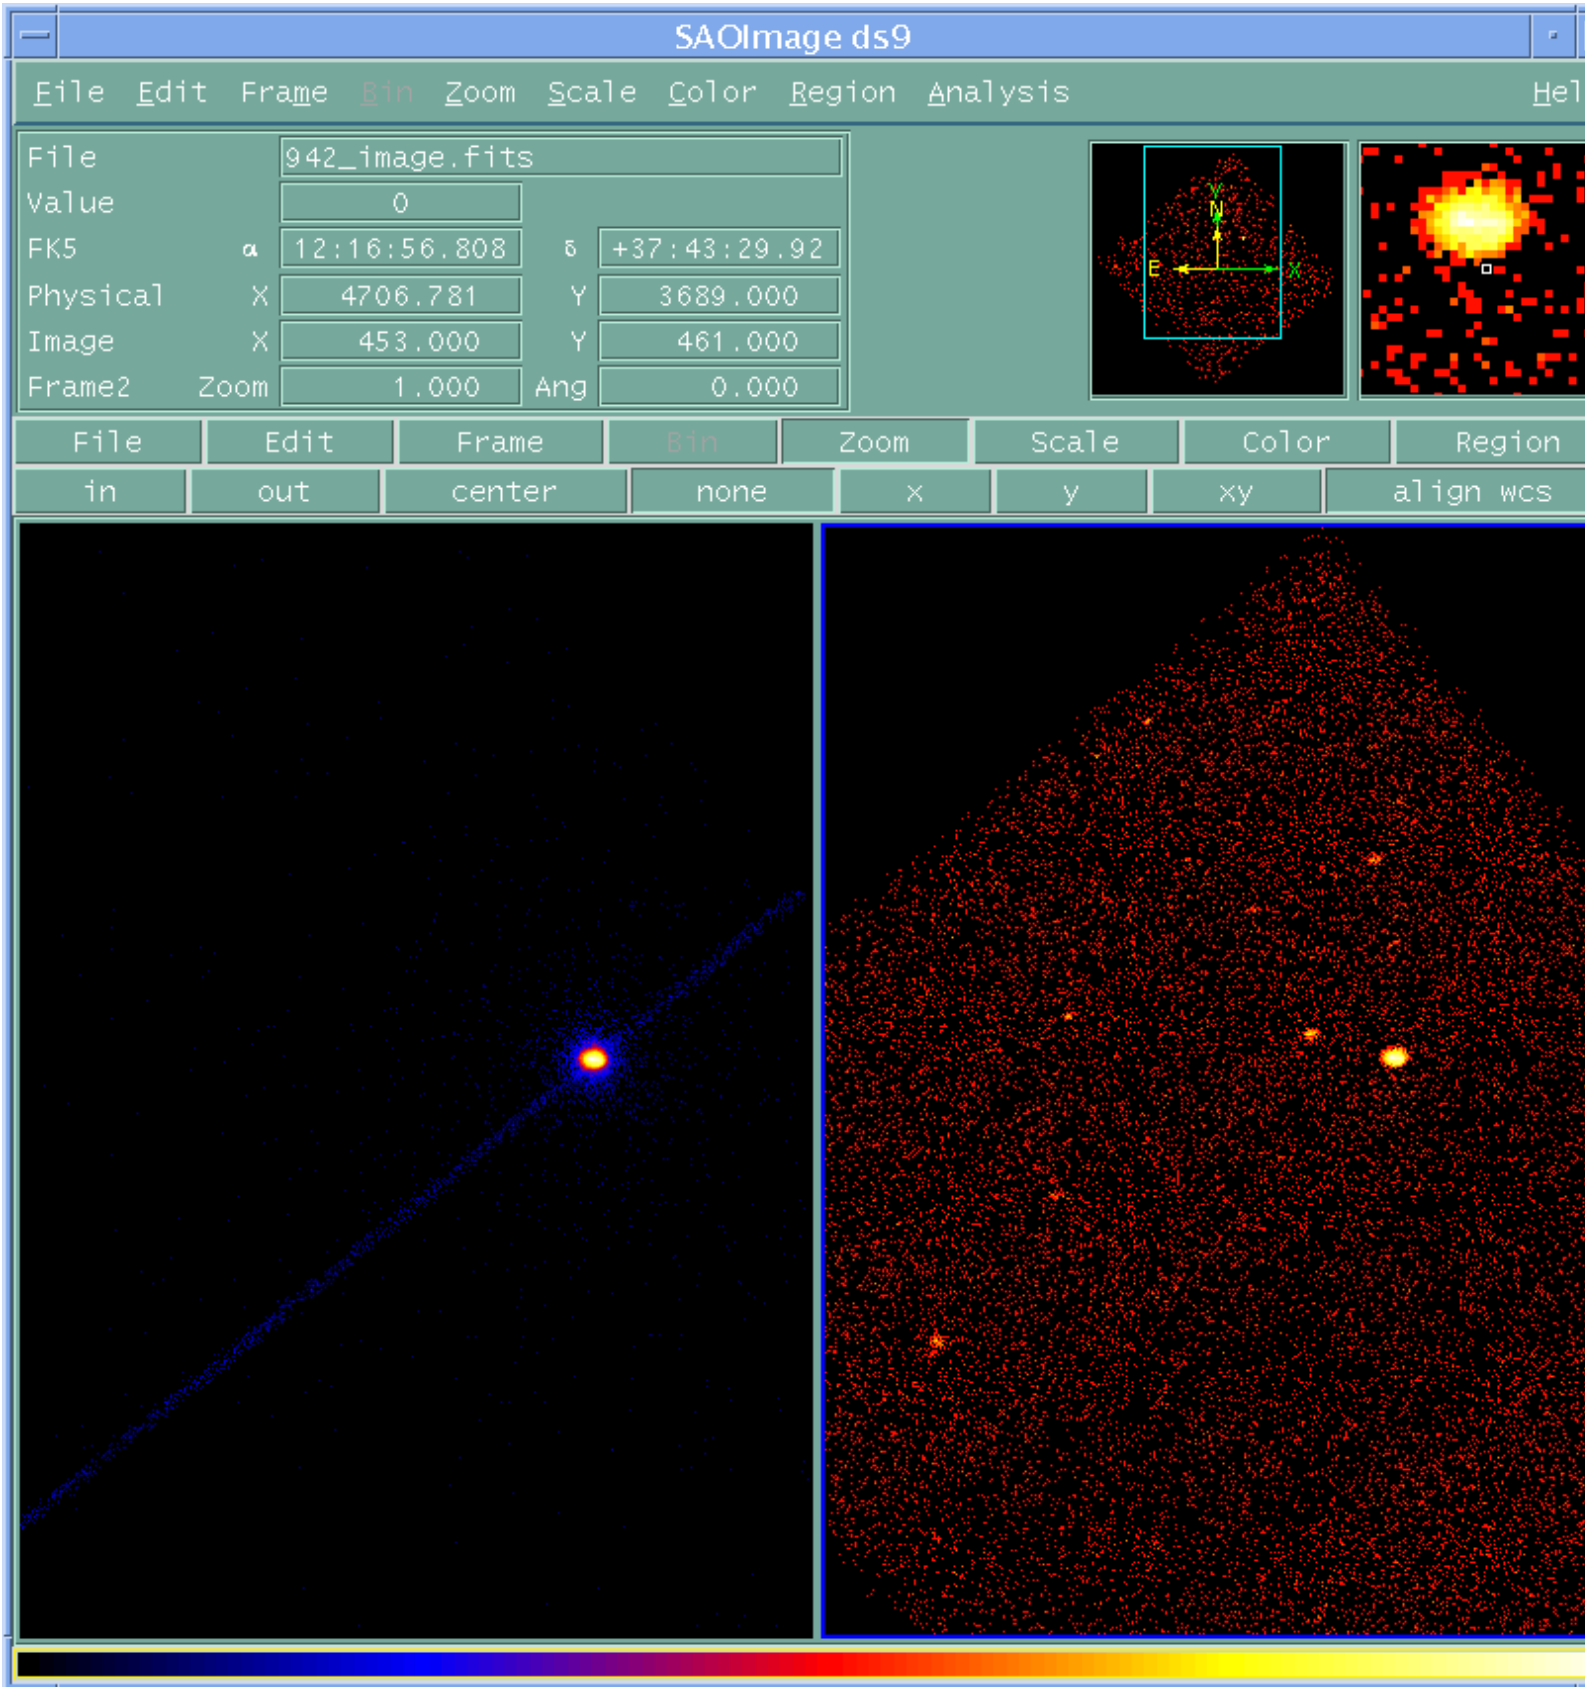 SAOImage ds9
File Edit Frame Bin Zoom Scale Color Region Analysis Hel
File 942_image.fits
Value 0
FK5 α 12:16:56.808 δ +37:43:29.92
Physical X 4706.781 Y 3689.000
Image X 453.000 Y 461.000
Frame2 Zoom 1.000 Ang 0.000
Y
N
E X
File Edit Frame Bin Zoom Scale Color Region
in out center none x y xy align wcs